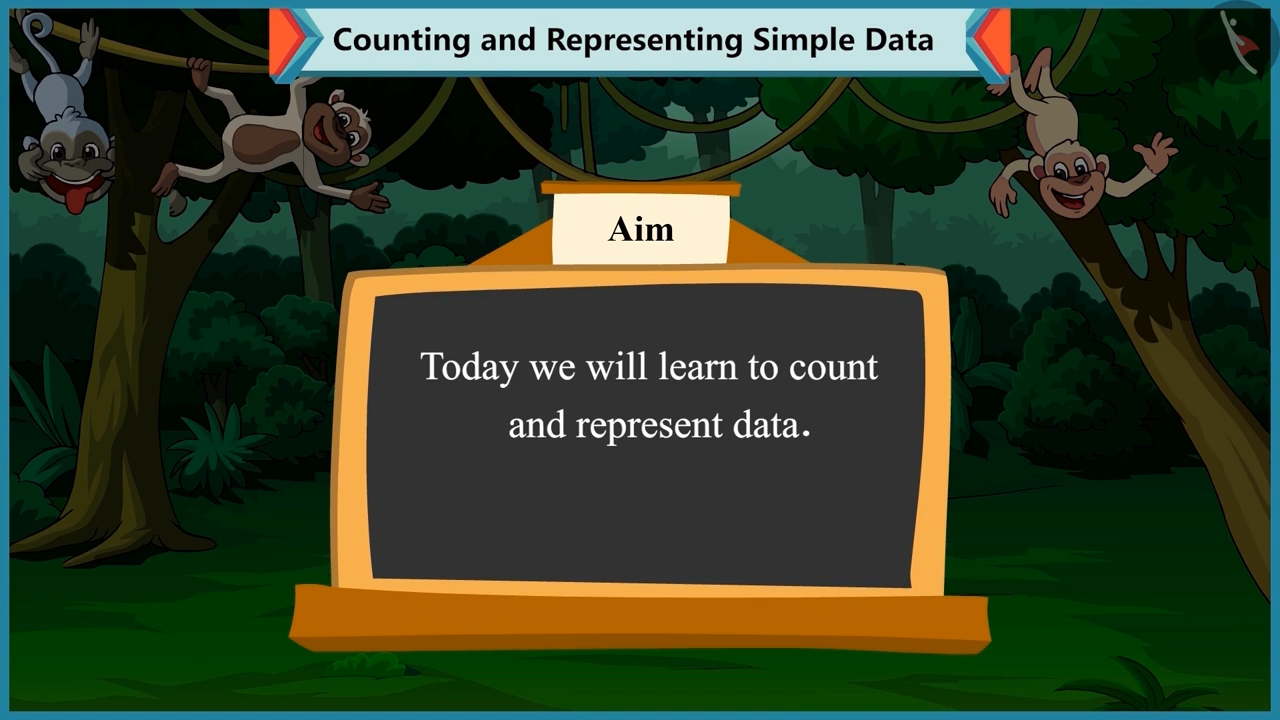 Counting and Representing Simple Data
Aim
Today we will learn to count
and represent data.